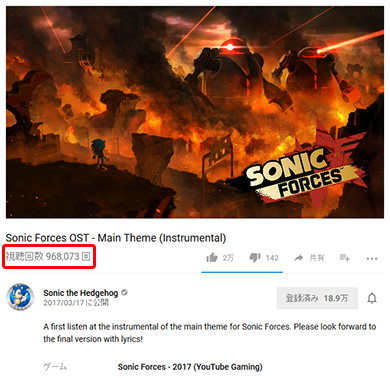 SONIC
FORCES
Sonic Forces OST - Main Theme (Instrumental)
視聴回数 968,073 回
2万 142 共有
Sonic the Hedgehog
2017/03/17 に公開
登録済み 18.9万
A first listen at the instrumental of the main theme for Sonic Forces. Please look forward to
the final version with lyrics!
ゲーム Sonic Forces - 2017 (YouTube Gaming)